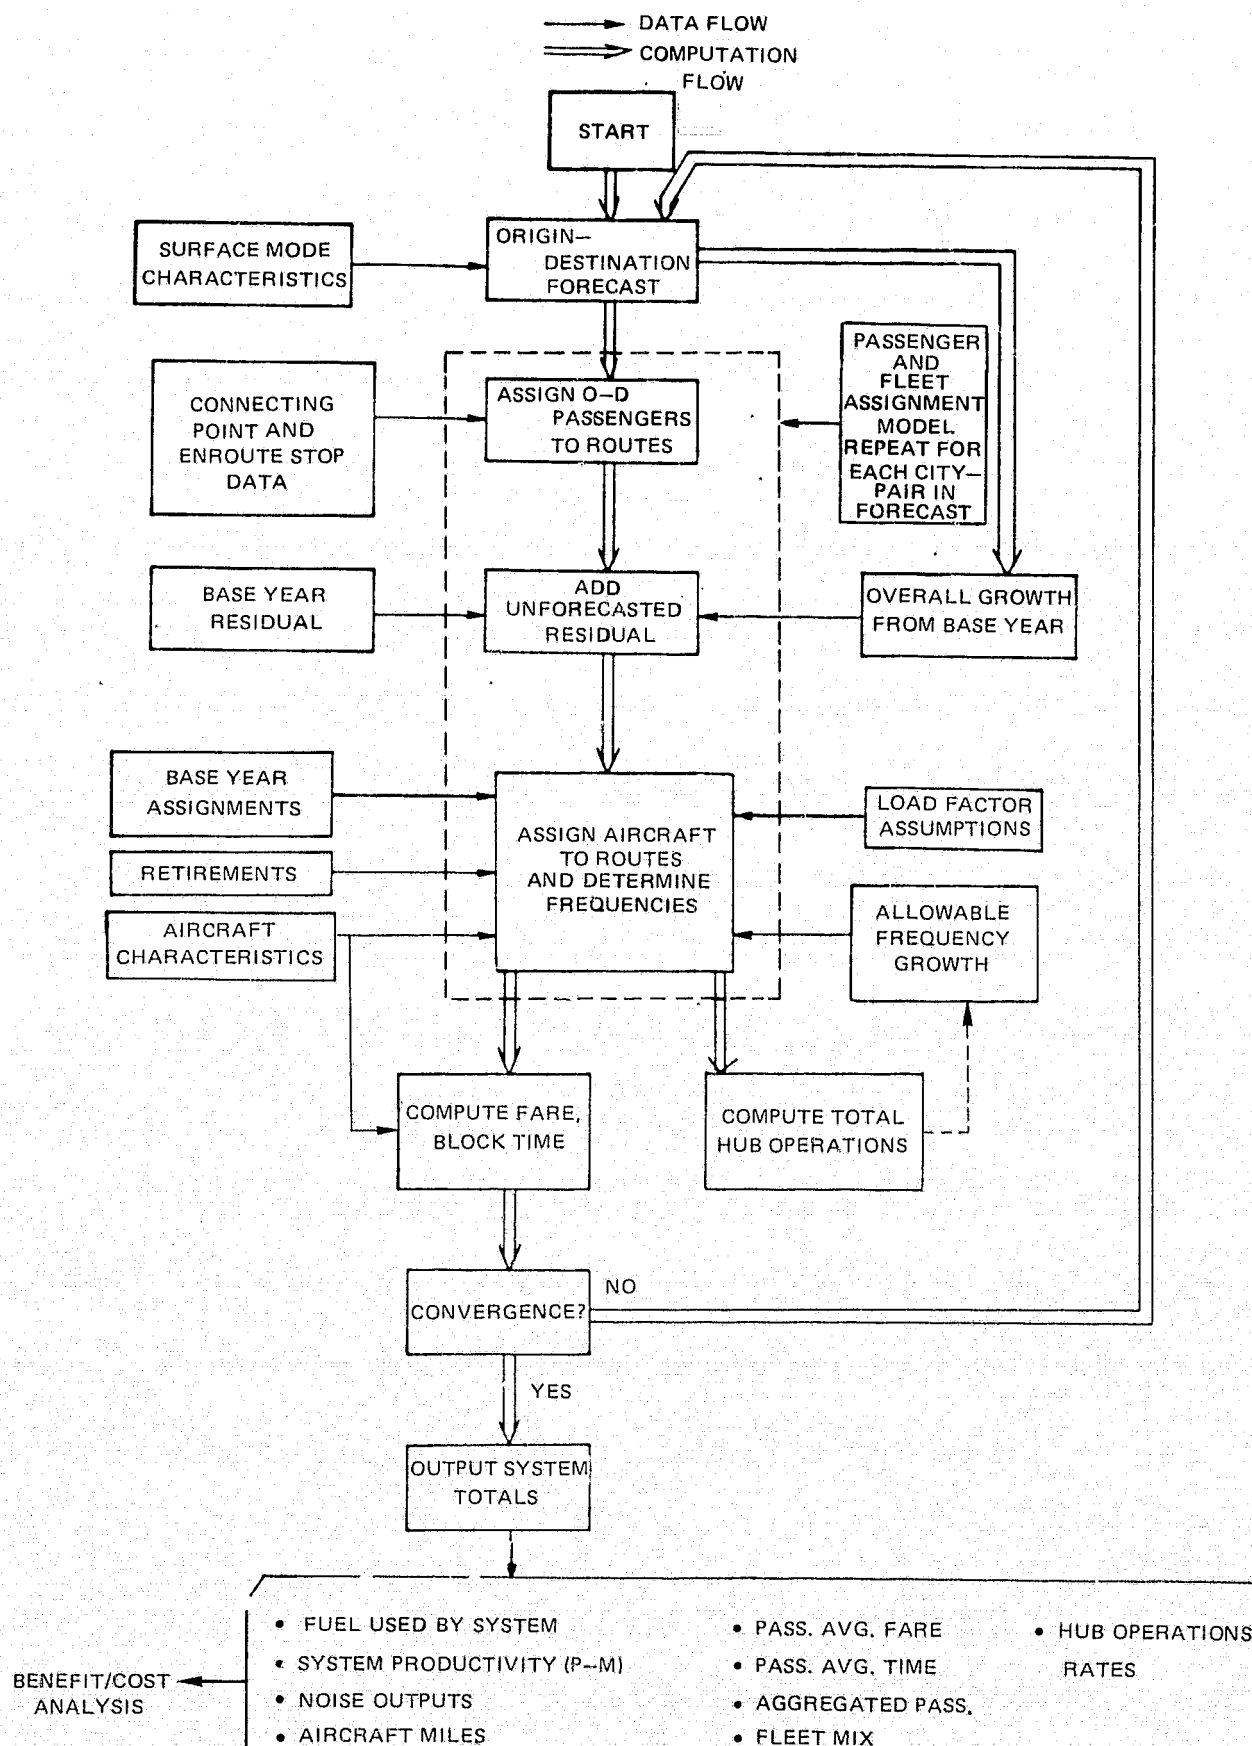 DATA FLOW
COMPUTATION
FLOW
START
SURFACE MODE
CHARACTERISTICS
ORIGIN—
DESTINATION
FORECAST
PASSENGER
AND
FLEET
ASSIGNMENT
MODEL
REPEAT FOR
EACH CITY—
PAIR IN
FORECAST
CONNECTING
POINT AND
ENROUTE STOP
DATA
ASSIGN O—D
PASSENGERS
TO ROUTES
BASE YEAR
RESIDUAL
ADD
UNFORECASTED
RESIDUAL
OVERALL GROWTH
FROM BASE YEAR
BASE YEAR
ASSIGNMENTS
RETIREMENTS
AIRCRAFT
CHARACTERISTICS
ASSIGN AIRCRAFT
TO ROUTES
AND DETERMINE
FREQUENCIES
LOAD FACTOR
ASSUMPTIONS
ALLOWABLE
FREQUENCY
GROWTH
COMPUTE FARE,
BLOCK TIME
COMPUTE TOTAL
HUB OPERATIONS
CONVERGENCE?
NO
YES
OUTPUT SYSTEM
TOTALS
BENEFIT/COST
ANALYSIS
• FUEL USED BY SYSTEM
• SYSTEM PRODUCTIVITY (P—M)
• NOISE OUTPUTS
• AIRCRAFT MILES
• PASS. AVG. FARE
• PASS. AVG. TIME
• AGGREGATED PASS.
• FLEET MIX
• HUB OPERATIONS
RATES